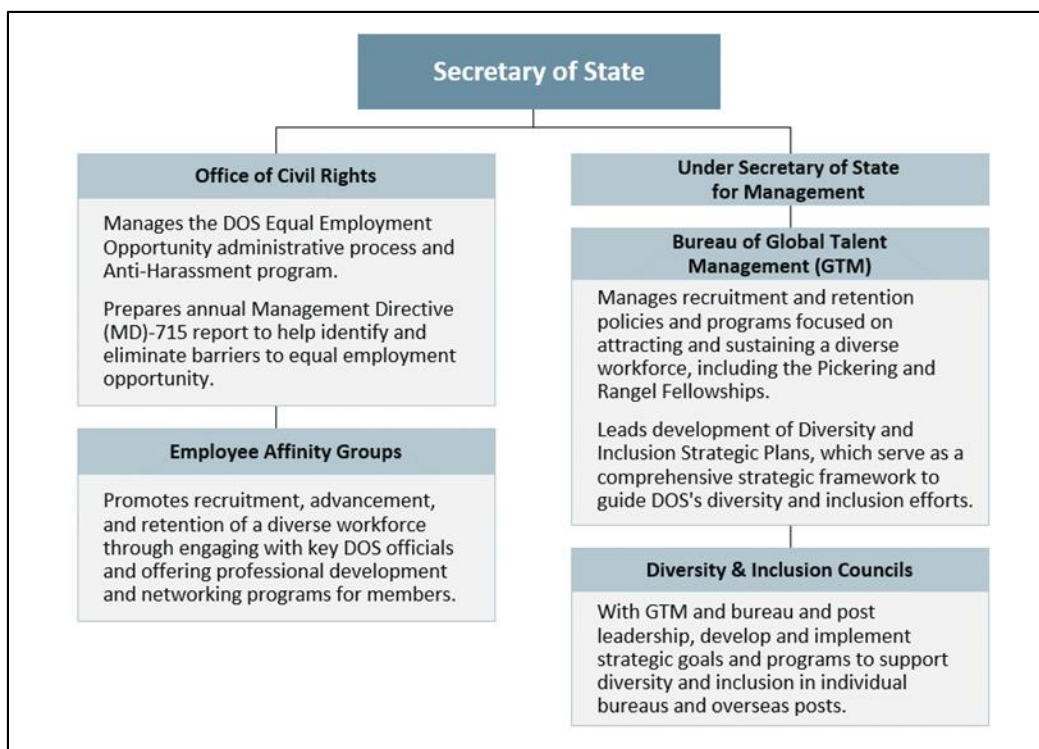 Secretary of State
Office of Civil Rights
Manages the DOS Equal Employment
Opportunity administrative process and
Anti-Harassment program.
Prepares annual Management Directive
(MD)-715 report to help identify and
eliminate barriers to equal employment
opportunity.
Employee Affinity Groups
Promotes recruitment, advancement,
and retention of a diverse workforce
through engaging with key DOS officials
and offering professional development
and networking programs for members.
Under Secretary of State
for Management
Bureau of Global Talent
Management (GTM)
Manages recruitment and retention
policies and programs focused on
attracting and sustaining a diverse
workforce, including the Pickering and
Rangel Fellowships.
Leads development of Diversity and
Inclusion Strategic Plans, which serve as a
comprehensive strategic framework to
guide DOS's diversity and inclusion efforts.
Diversity & Inclusion Councils
With GTM and bureau and post
leadership, develop and implement
strategic goals and programs to support
diversity and inclusion in individual
bureaus and overseas posts.